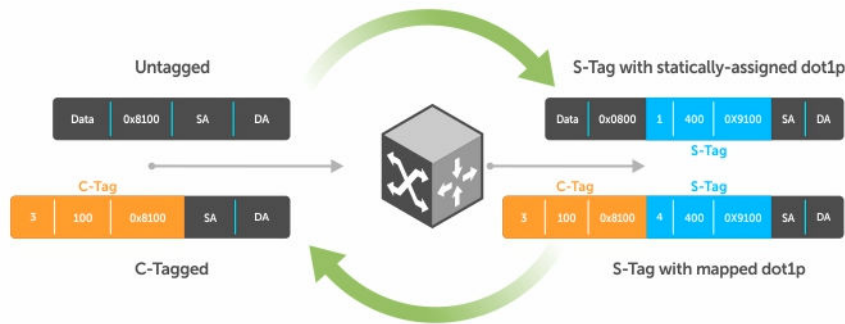 Untagged
Data 0x8100 SA DA
C-Tag
3 100 0x8100 SA DA
C-Tagged
S-Tag with statically-assigned dot1p
Data 0x0800 1 400 0X9100 SA DA
S-Tag
C-Tag S-Tag
3 100 0x8100 4 400 0X9100 SA DA
S-Tag with mapped dot1p